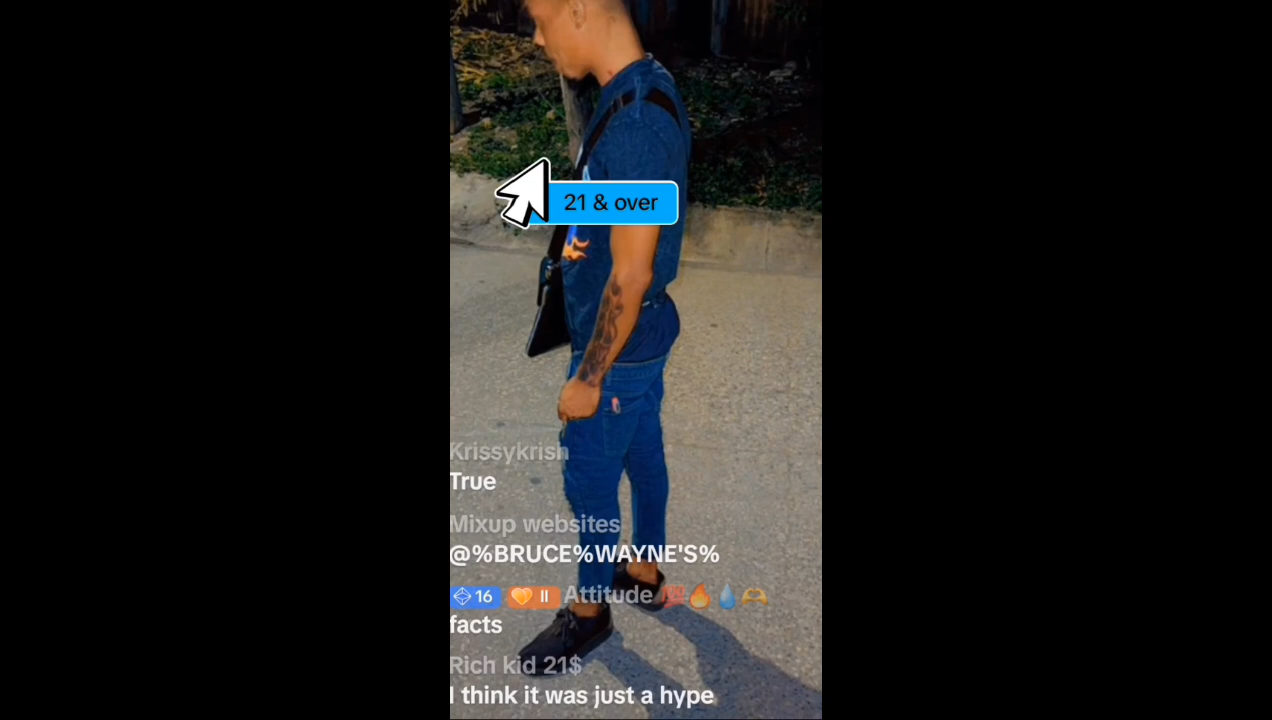 21 & over
Krissykrish
True
Mixup websites
@%BRUCE%WAYNE'S%
16 II Attitude 💯🔥💧🫶
facts
Rich kid 21$
I think it was just a hype